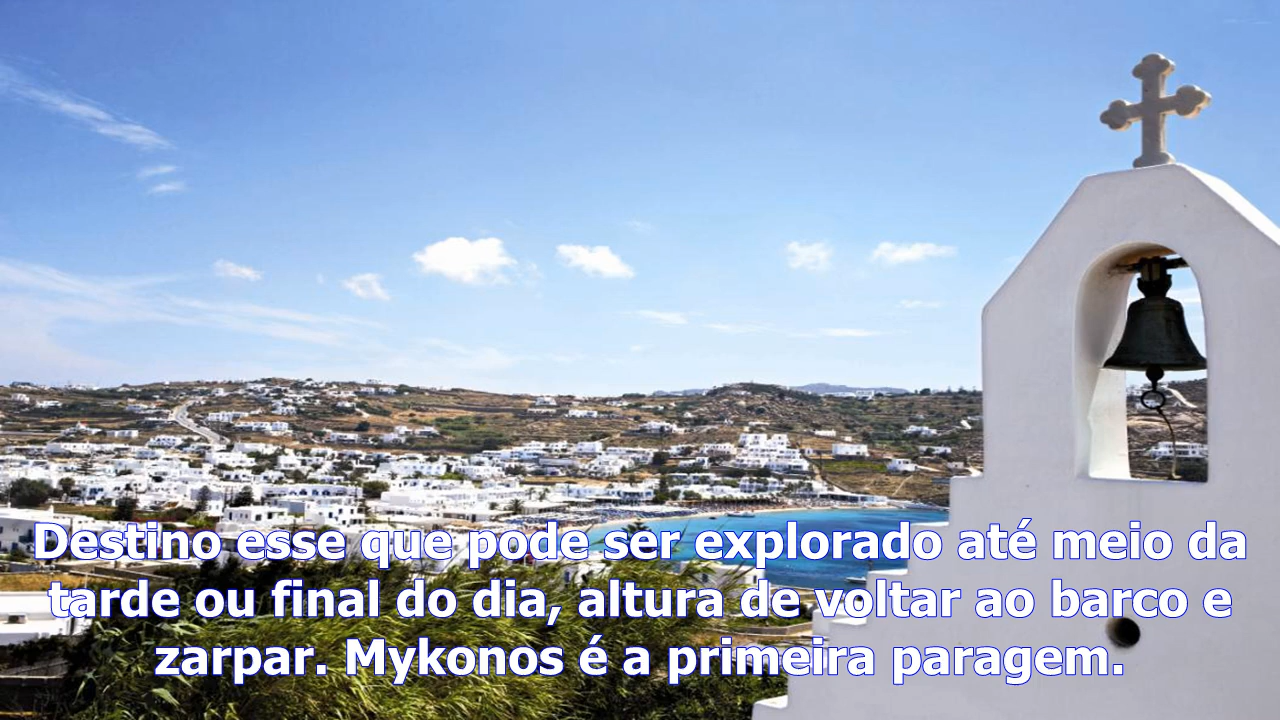 Destino esse que pode ser explorado até meio da
tarde ou final do dia, altura de voltar ao barco e
zarpar. Mykonos é a primeira paragem.